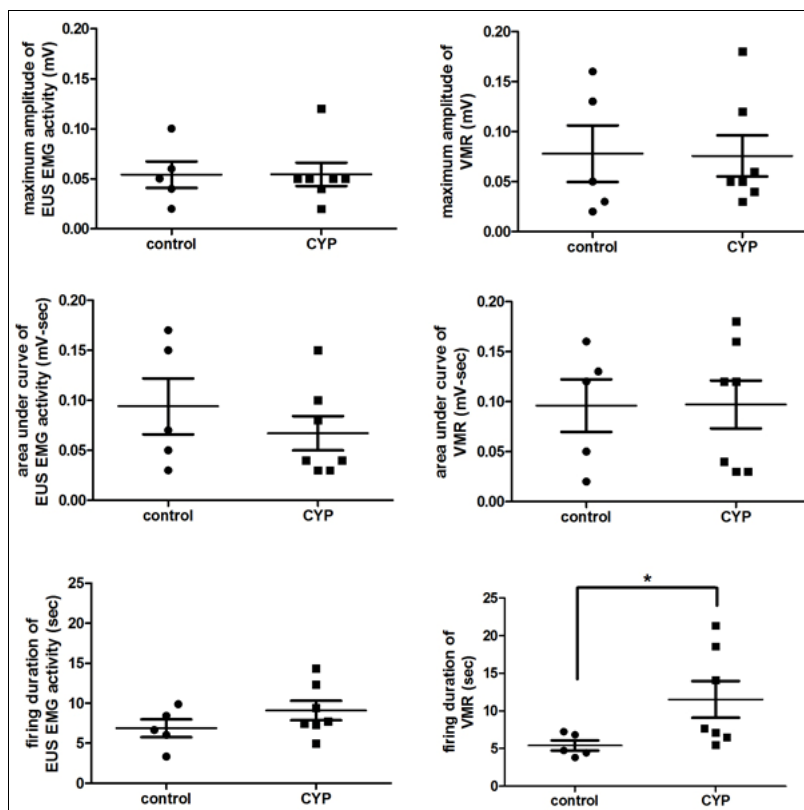 maximum amplitude of
EUS EMG activity (mV)
0.20
0.15
0.10
0.05
0.00
control CYP
maximum amplitude of
VMR (mV)
0.20
0.15
0.10
0.05
0.00
control CYP
area under curve of
EUS EMG activity (mV-sec)
0.20
0.15
0.10
0.05
0.00
control CYP
area under curve of
VMR (mV-sec)
0.20
0.15
0.10
0.05
0.00
control CYP
firing duration of
EUS EMG activity (sec)
25
20
15
10
5
0
control CYP
firing duration of
VMR (sec)
25
20
15
10
5
0
*
control CYP